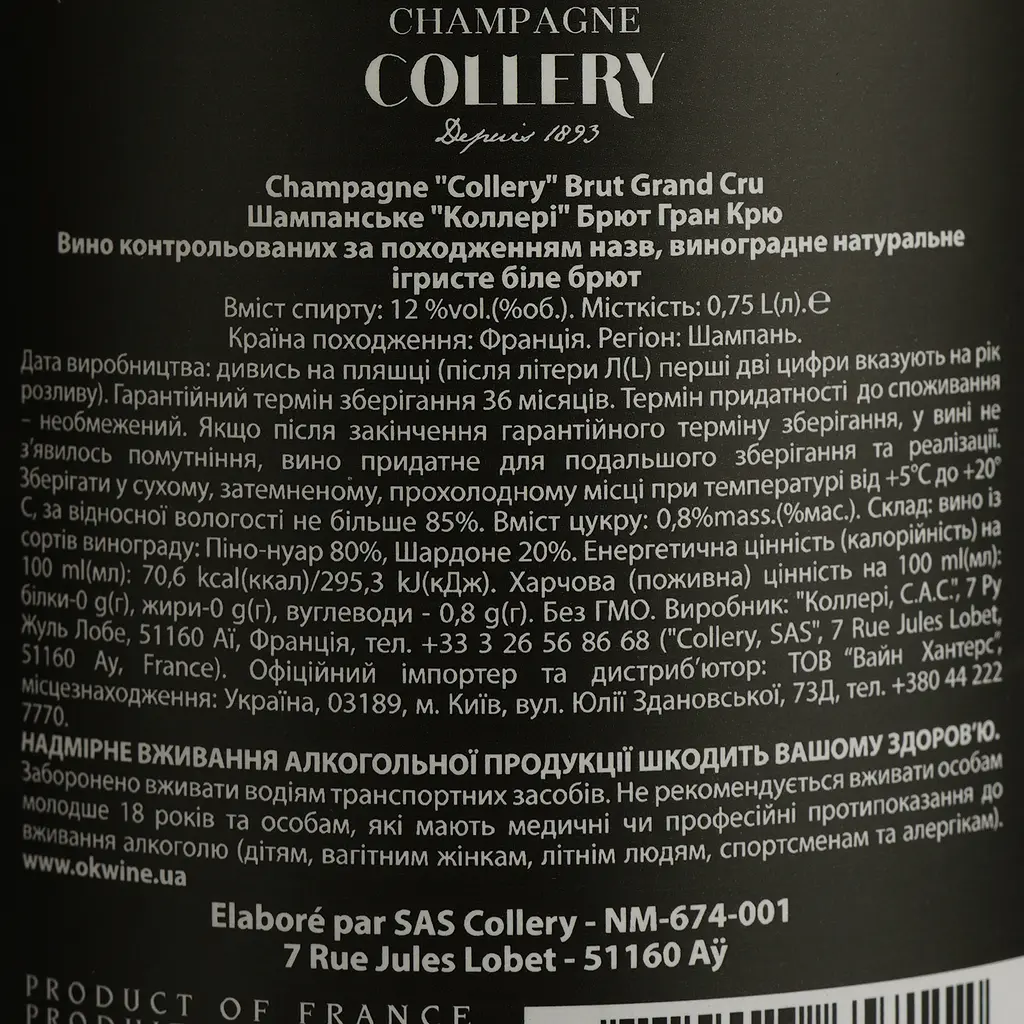 CHAMPAGNE
COLLERY
Depuis 1893
Champagne "Collery" Brut Grand Cru
Шампанське "Коллері" Брют Гран Крю
Вино контрольованих за походженням назв, виноградне натуральне
ігристе біле брют
Вміст спирту: 12 %vol.(%об.). Місткість: 0,75 L(л).℮
Країна походження: Франція. Регіон: Шампань.
Дата виробництва: дивись на пляшці (після літери Л(L) перші дві цифри вказують на рік
розливу). Гарантійний термін зберігання 36 місяців. Термін придатності до споживання
– необмежений. Якщо після закінчення гарантійного терміну зберігання, у вині не
з’явилось помутніння, вино придатне для подальшого зберігання та реалізації.
Зберігати у сухому, затемненому, прохолодному місці при температурі від +5°С до +20°
С, за відносної вологості не більше 85%. Вміст цукру: 0,8%mass.(%мас.). Склад: вино із
сортів винограду: Піно-нуар 80%, Шардоне 20%. Енергетична цінність (калорійність) на
100 ml(мл): 70,6 kcal(ккал)/295,3 kJ(кДж). Харчова (поживна) цінність на 100 ml(мл):
білки-0 g(г), жири-0 g(г), вуглеводи - 0,8 g(г). Без ГМО. Виробник: "Коллері, С.А.С.", 7 Ру
Жуль Лобе, 51160 Аї, Франція, тел. +33 3 26 56 86 68 ("Collery, SAS", 7 Rue Jules Lobet,
51160 Ay, France). Офіційний імпортер та дистриб’ютор: ТОВ “Вайн Хантерс”,
місцезнаходження: Україна, 03189, м. Київ, вул. Юлії Здановської, 73Д, тел. +380 44 222
7770.
НАДМІРНЕ ВЖИВАННЯ АЛКОГОЛЬНОЇ ПРОДУКЦІЇ ШКОДИТЬ ВАШОМУ ЗДОРОВ’Ю.
Заборонено вживати водіям транспортних засобів. Не рекомендується вживати особам
молодше 18 років та особам, які мають медичні чи професійні протипоказання до
вживання алкоголю (дітям, вагітним жінкам, літнім людям, спортсменам та алергікам).
www.okwine.ua
Elaboré par SAS Collery - NM-674-001
7 Rue Jules Lobet - 51160 Aÿ
PRODUCT OF FRANCE